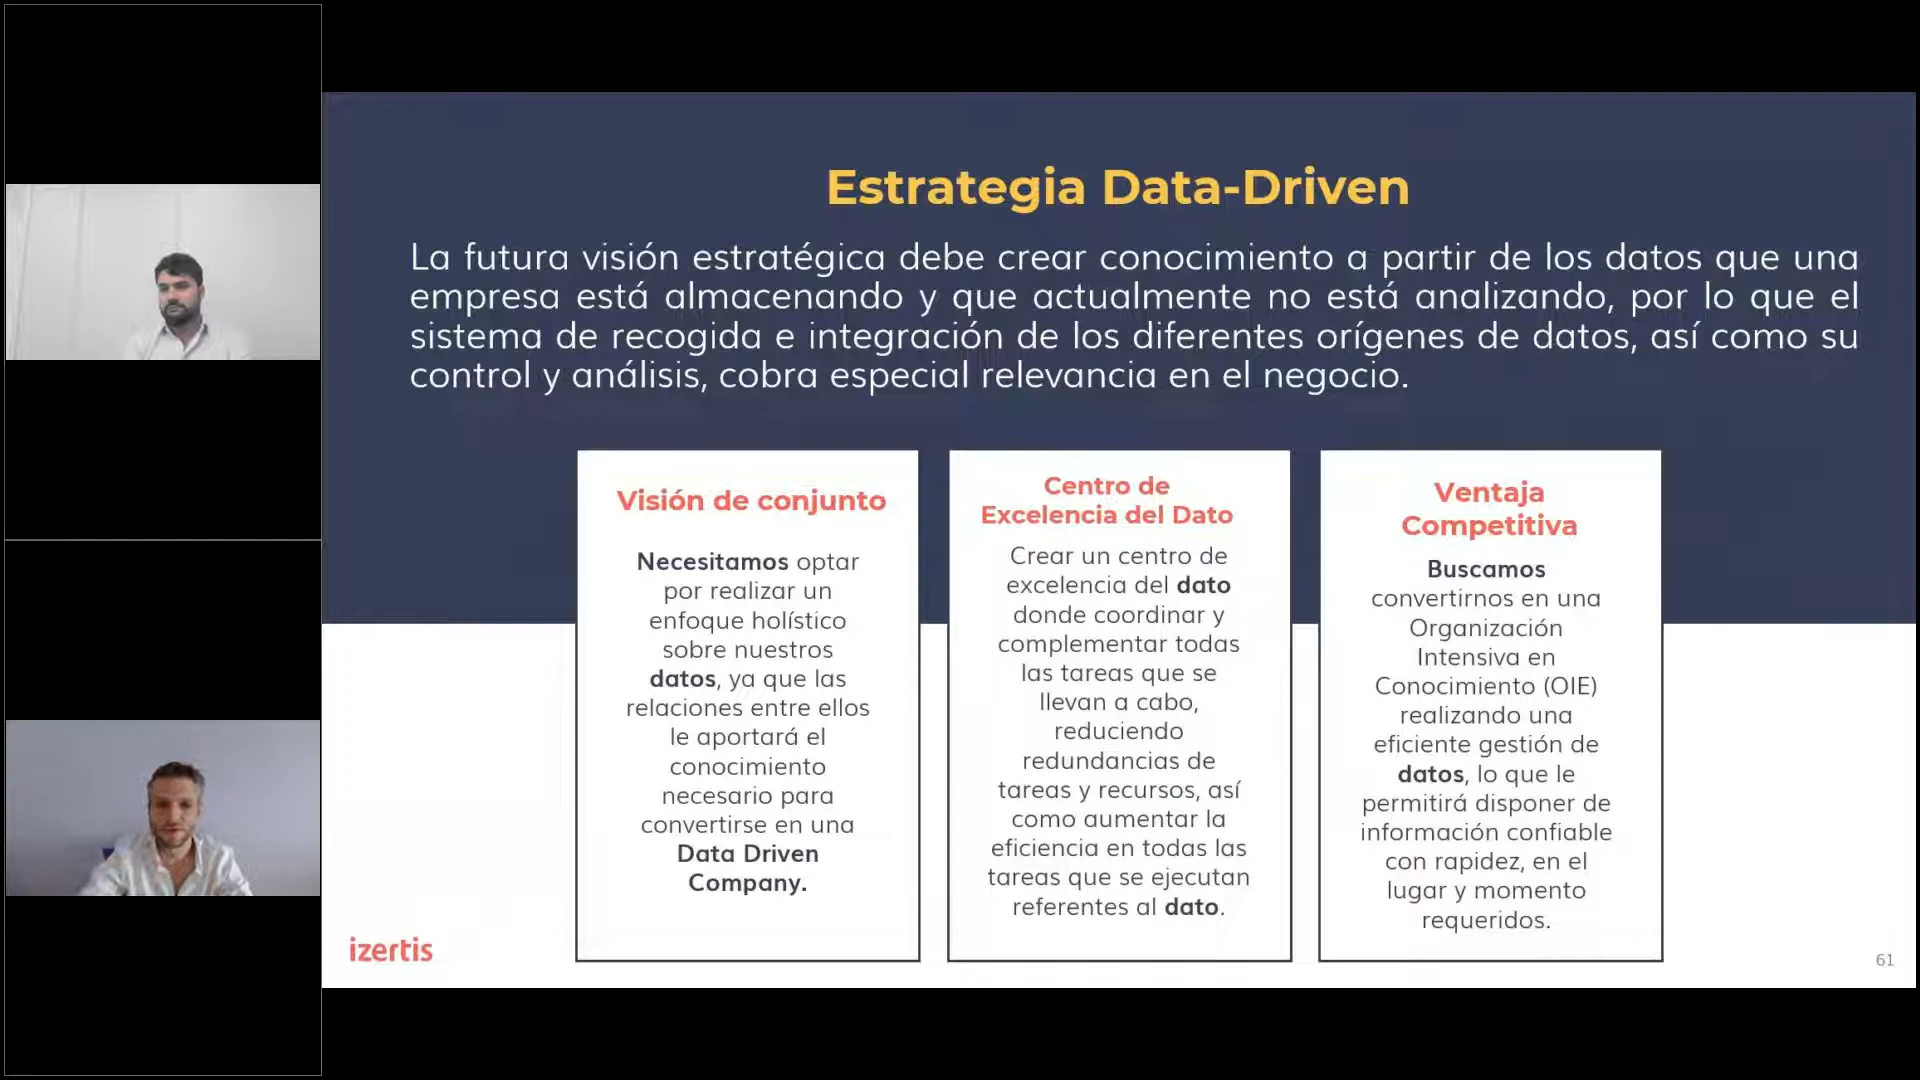 Estrategia Data-Driven
La futura visión estratégica debe crear conocimiento a partir de los datos que una
empresa está almacenando y que actualmente no está analizando, por lo que el
sistema de recogida e integración de los diferentes orígenes de datos, así como su
control y análisis, cobra especial relevancia en el negocio.
Visión de conjunto
Necesitamos optar
por realizar un
enfoque holístico
sobre nuestros
datos, ya que las
relaciones entre ellos
le aportará el
conocimiento
necesario para
convertirse en una
Data Driven
Company.
Centro de
Excelencia del Dato
Crear un centro de
excelencia del dato
donde coordinar y
complementar todas
las tareas que se
llevan a cabo,
reduciendo
redundancias de
tareas y recursos, así
como aumentar la
eficiencia en todas las
tareas que se ejecutan
referentes al dato.
Ventaja
Competitiva
Buscamos
convertirnos en una
Organización
Intensiva en
Conocimiento (OIE)
realizando una
eficiente gestión de
datos, lo que le
permitirá disponer de
información confiable
con rapidez, en el
lugar y momento
requeridos.
izertis
61